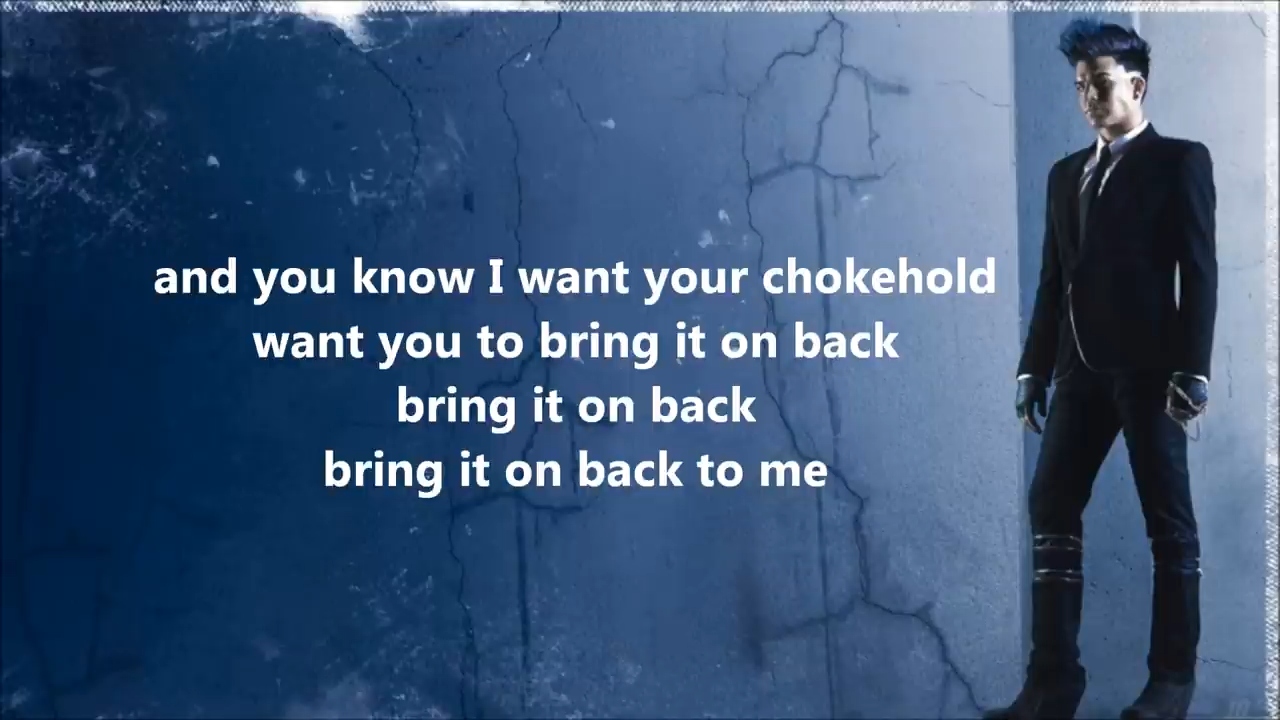 and you know I want your chokehold
want you to bring it on back
bring it on back
bring it on back to me